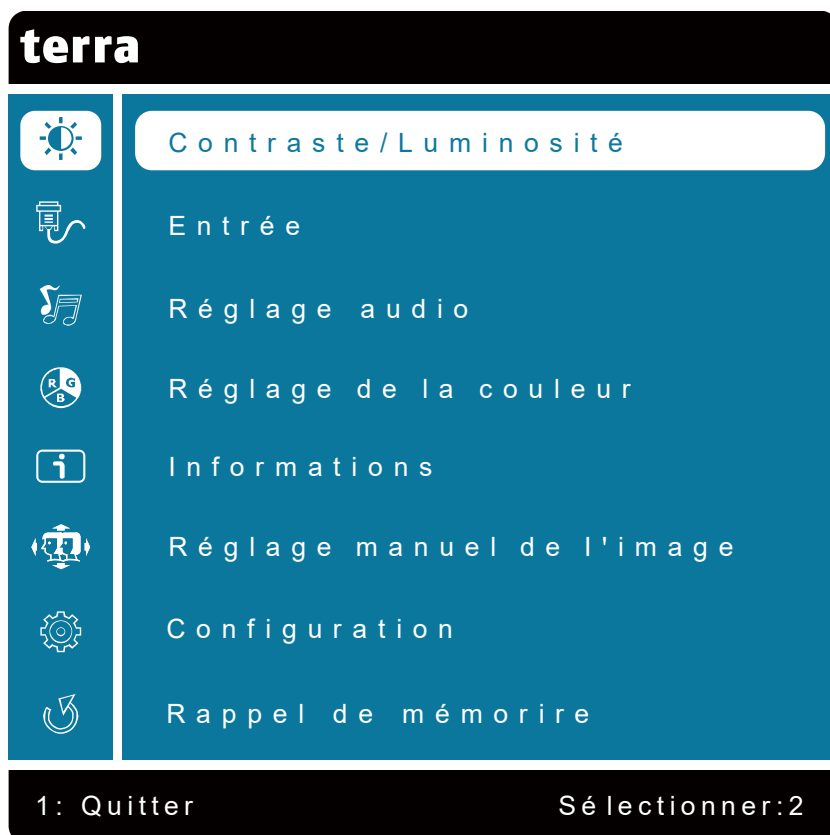 terra
Contraste/Luminosité
Entrée
Réglage audio
R G B
Réglage de la couleur
i
Informations
Réglage manuel de l'image
Configuration
Rappel de mémorire
1: Quitter Sélectionner:2